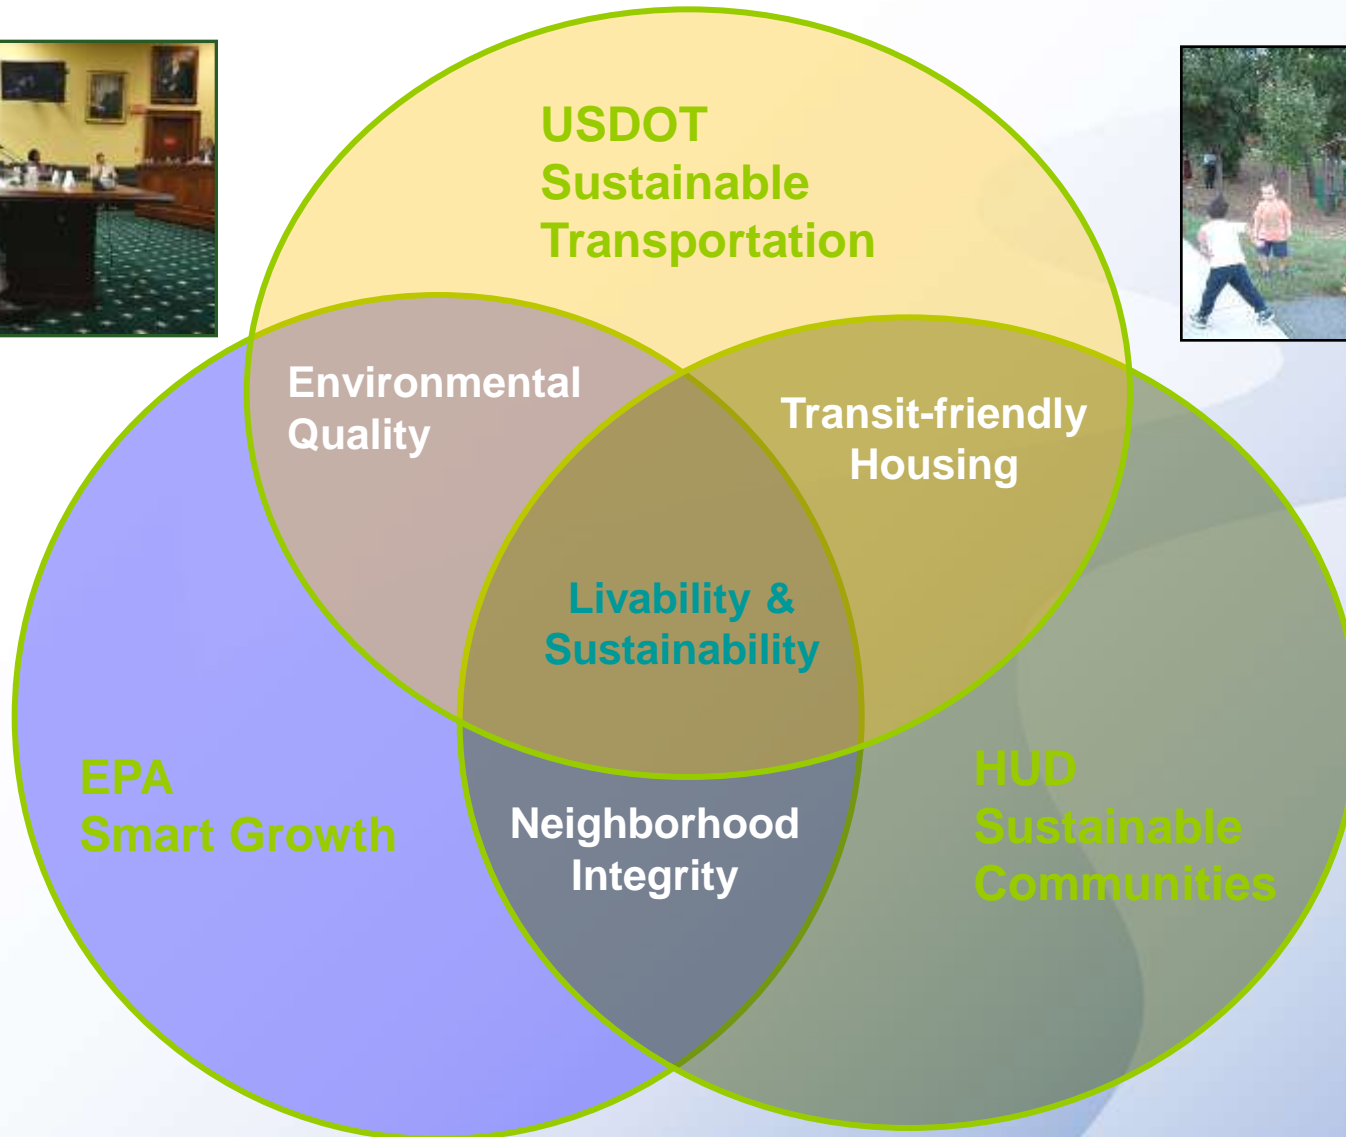 USDOT
Sustainable
Transportation
Environmental
Quality
Transit-friendly
Housing
Livability &
Sustainability
EPA
Smart Growth
HUD
Sustainable
Communities
Neighborhood
Integrity